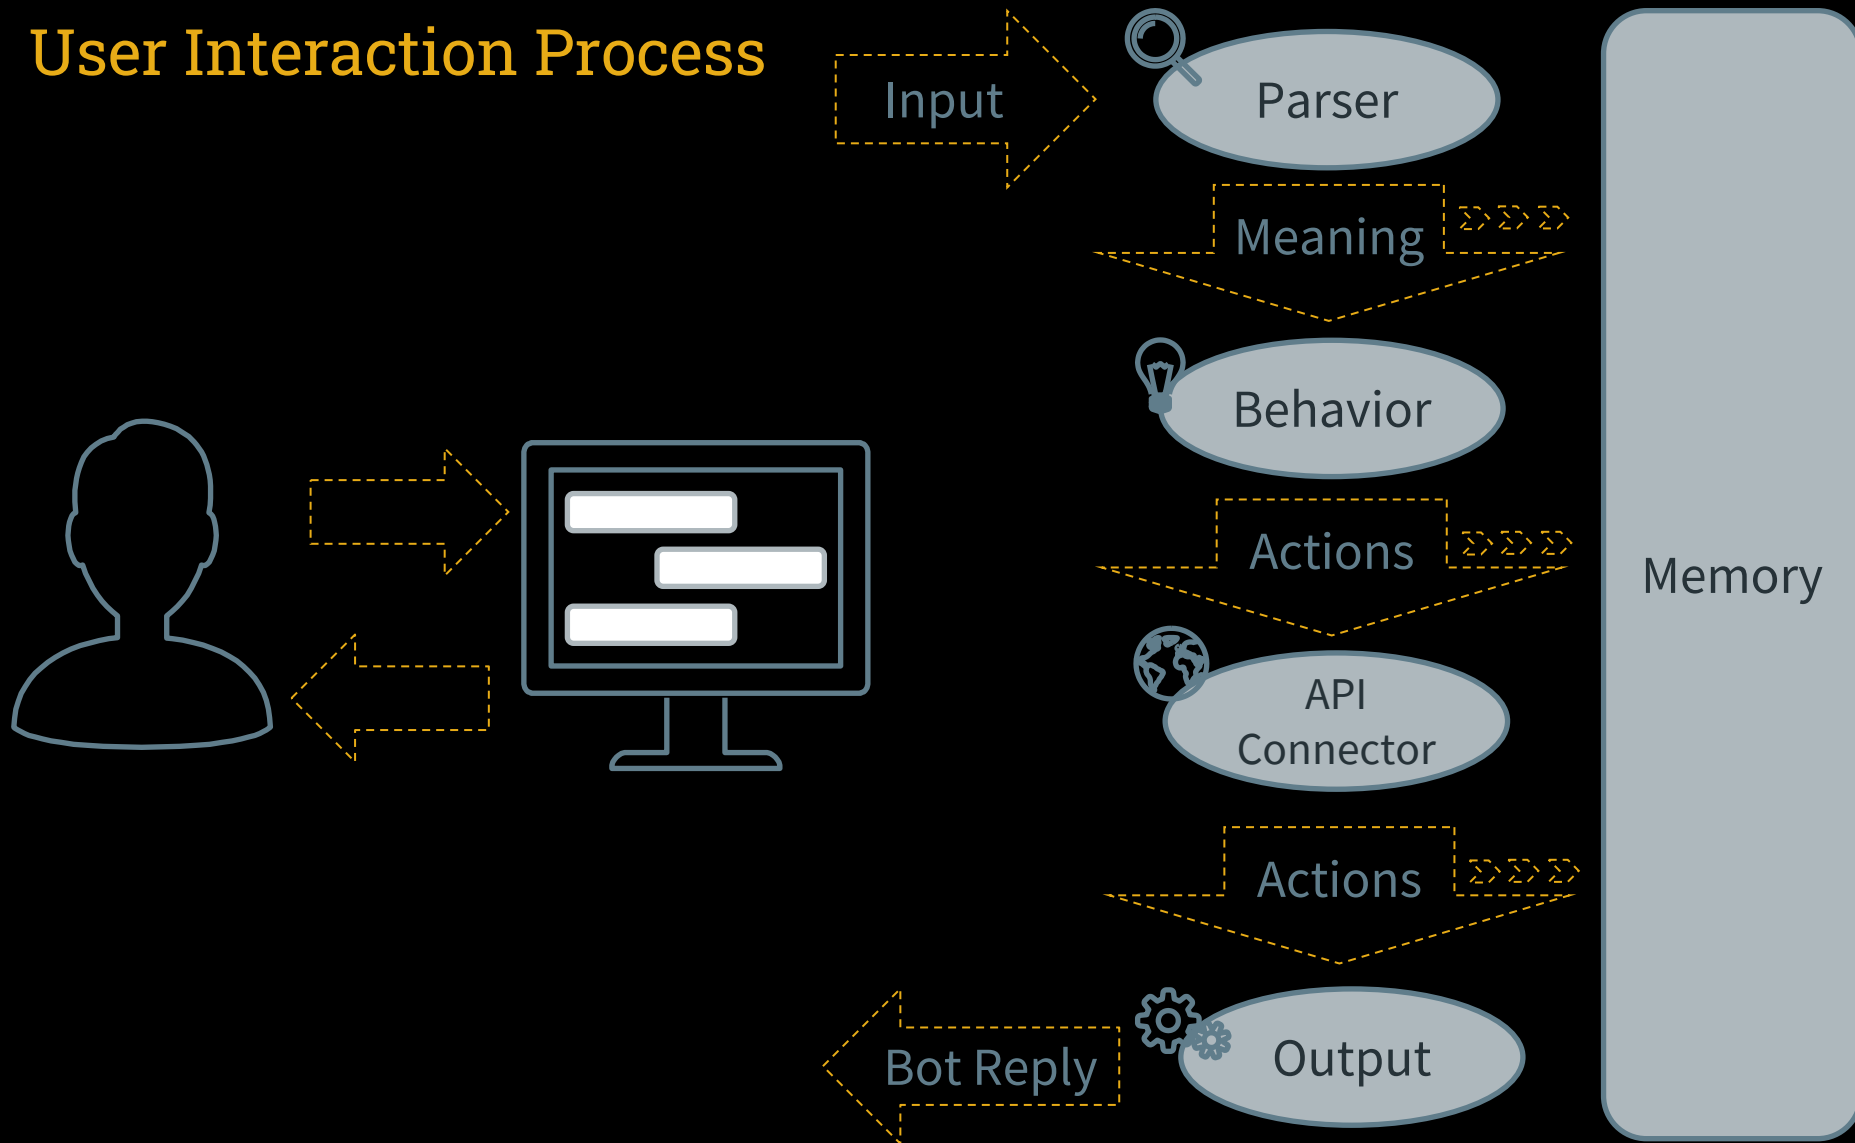 User Interaction Process
Input
Parser
Meaning
Behavior
Actions
API
Connector
Memory
Actions
Output
Bot Reply